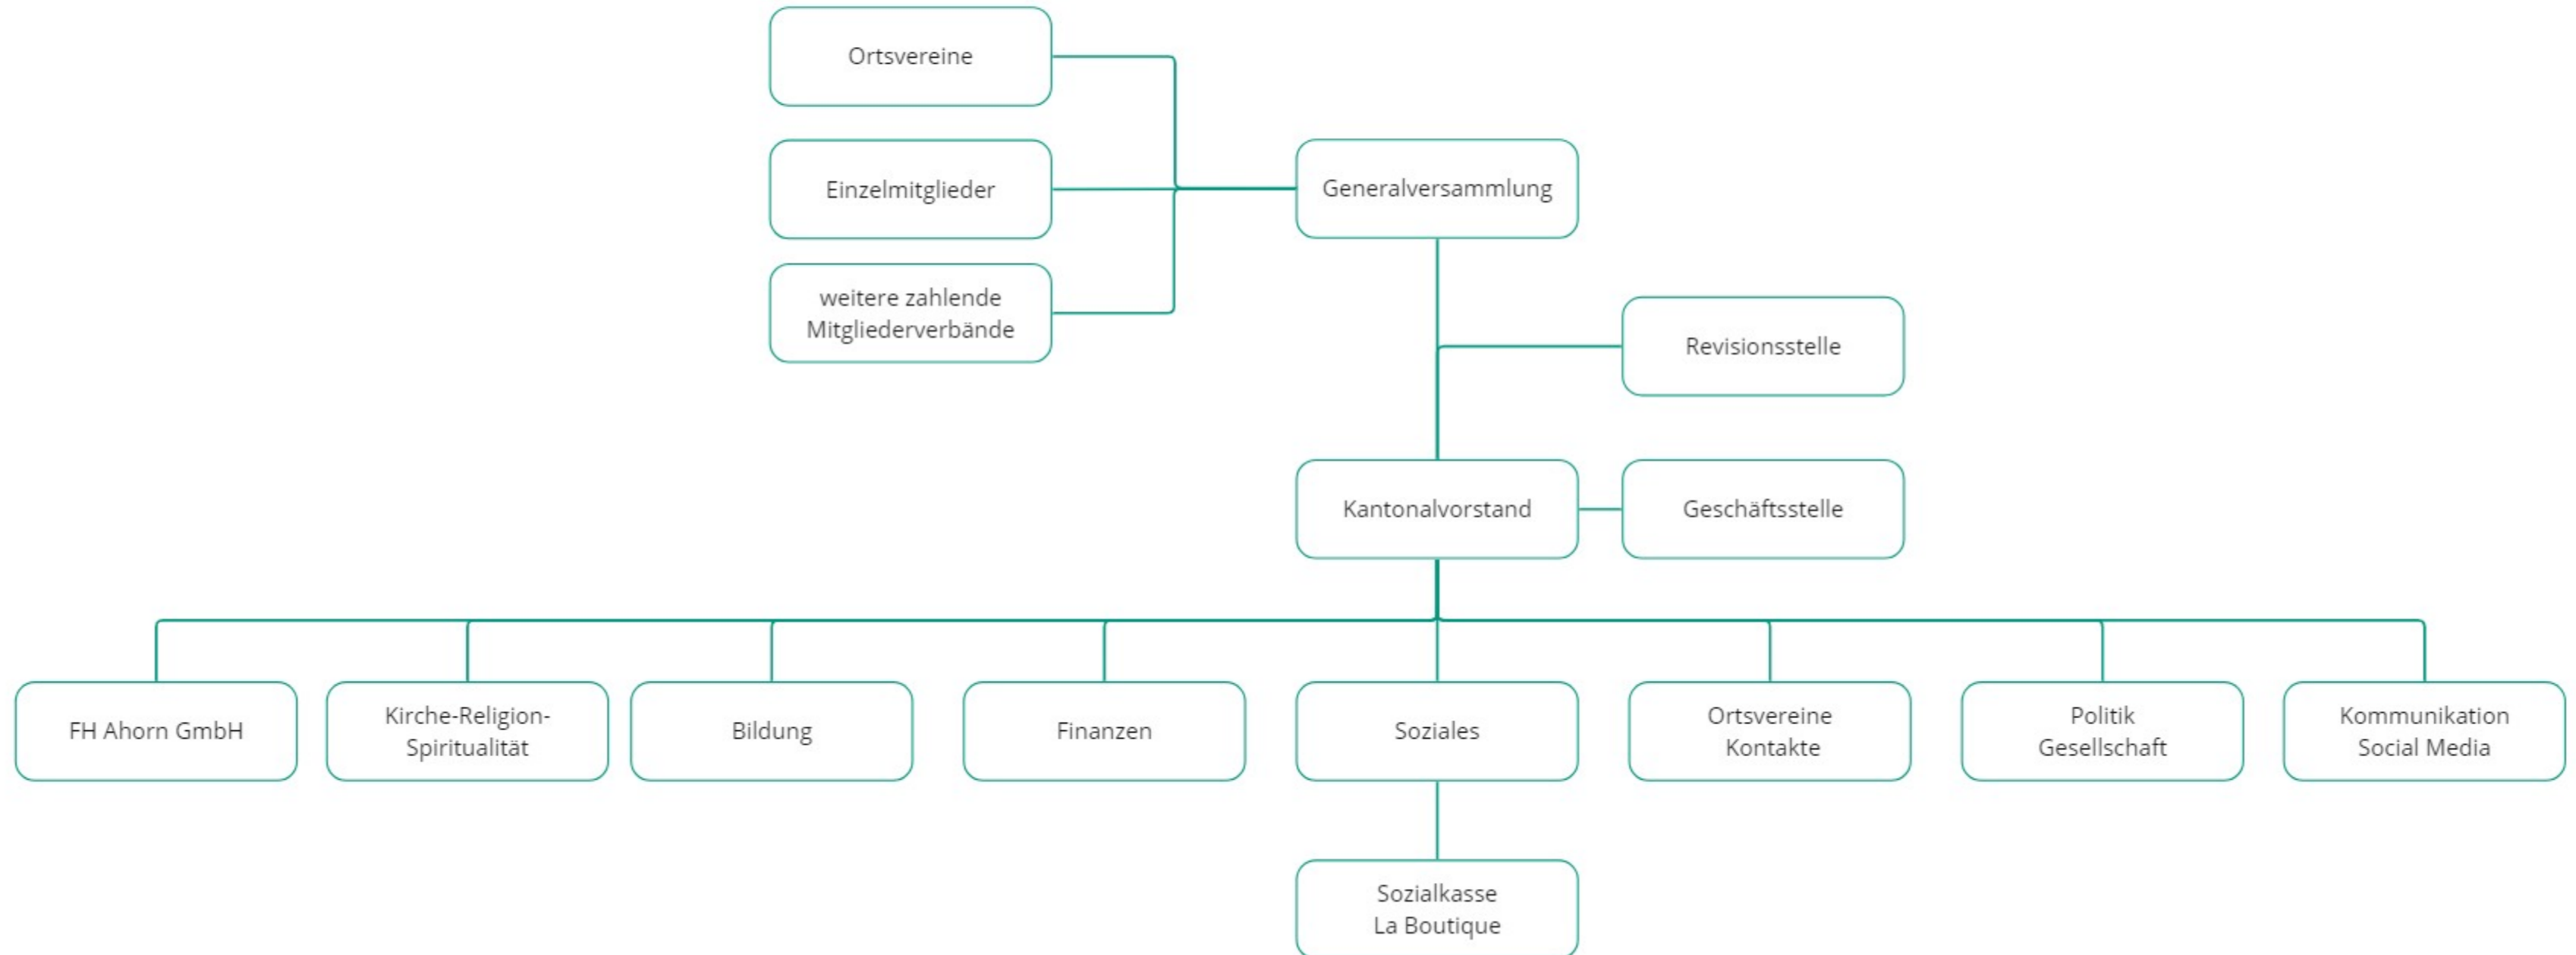 Ortsvereine
Einzelmitglieder
Generalversammlung
weitere zahlende
Mitgliederverbände
Revisionsstelle
Kantonalvorstand
Geschäftsstelle
FH Ahorn GmbH
Kirche-Religion-
Spiritualität
Bildung
Finanzen
Soziales
Ortsvereine
Kontakte
Politik
Gesellschaft
Kommunikation
Social Media
Sozialkasse
La Boutique